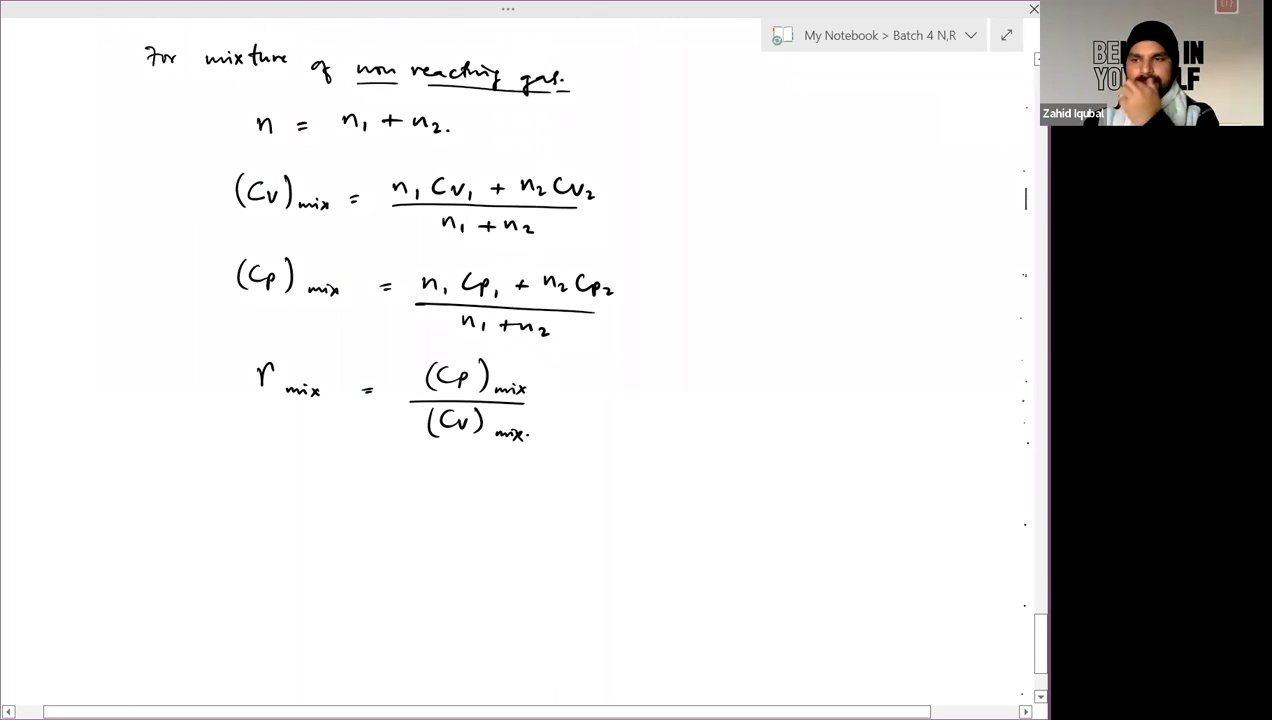 For mixture of non reacting gas.
n = n₁ + n₂.
(Cv)mix = n₁ Cv₁ + n₂ Cv₂
n₁ + n₂
(Cp) mix = n₁ Cp₁ + n₂ Cp₂
n₁ + n₂
γ mix = (Cp) mix
(Cv) mix.
My Notebook > Batch 4 N,R
Zahid Iqubal